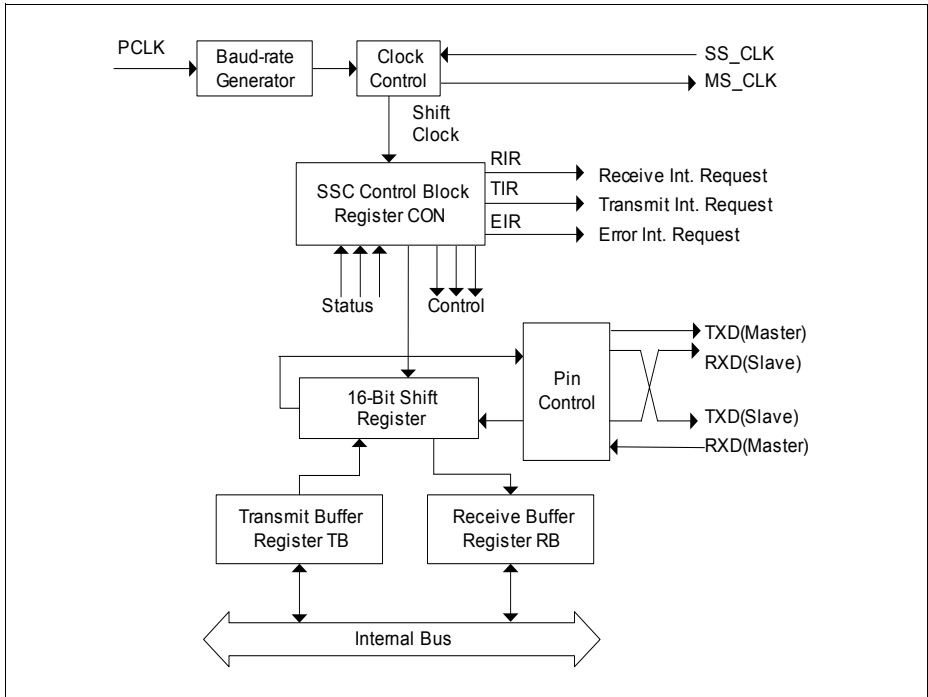 PCLK
Baud-rate
Generator
Clock
Control
SS_CLK
MS_CLK
Shift
Clock
SSC Control Block
Register CON
RIR
Receive Int. Request
TIR
Transmit Int. Request
EIR
Error Int. Request
Status
Control
16-Bit Shift
Register
Pin
Control
TXD(Master)
RXD(Slave)
TXD(Slave)
RXD(Master)
Transmit Buffer
Register TB
Receive Buffer
Register RB
Internal Bus